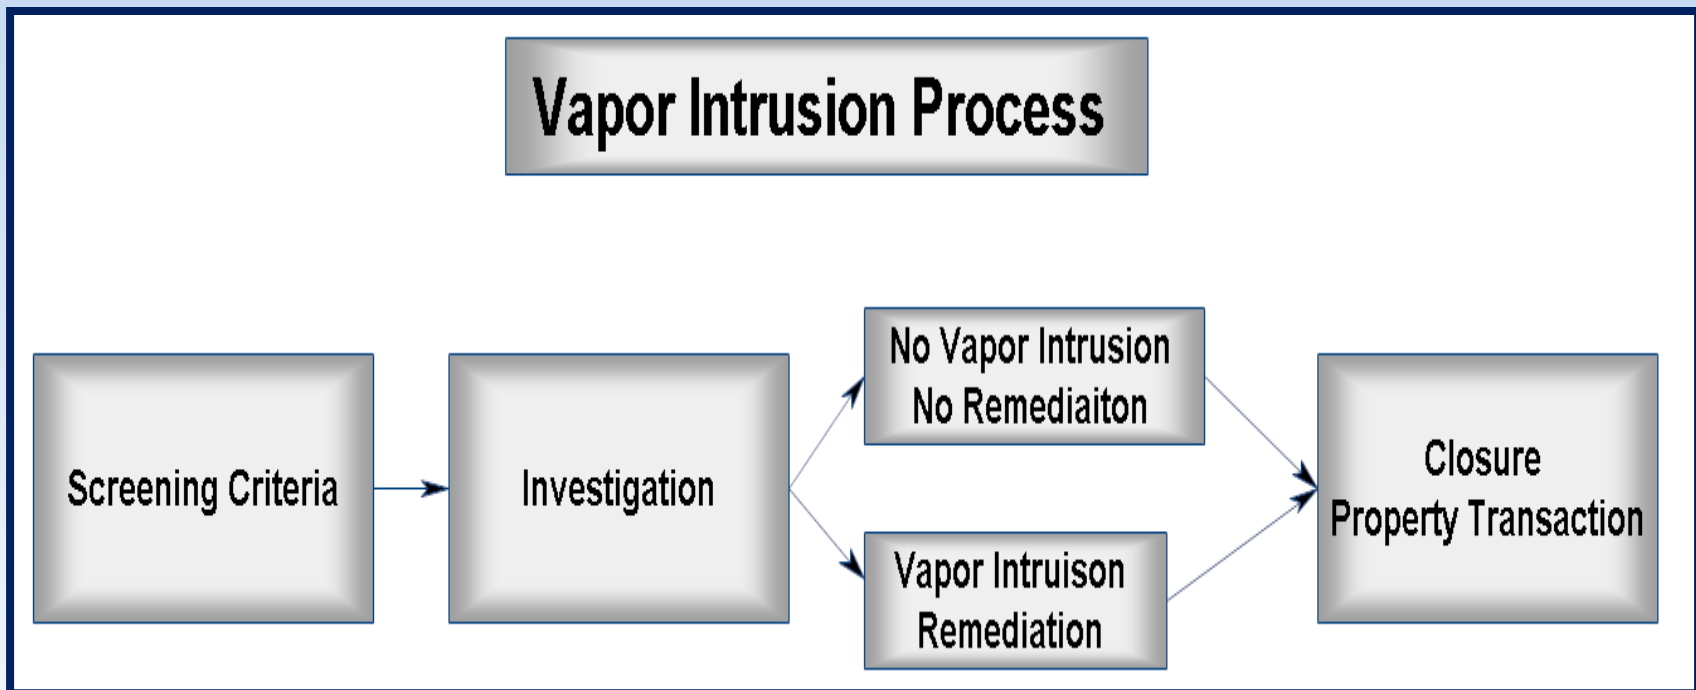 Vapor Intrusion Process
Screening Criteria
Investigation
No Vapor Intrusion
No Remediaiton
Vapor Intruison
Remediation
Closure
Property Transaction